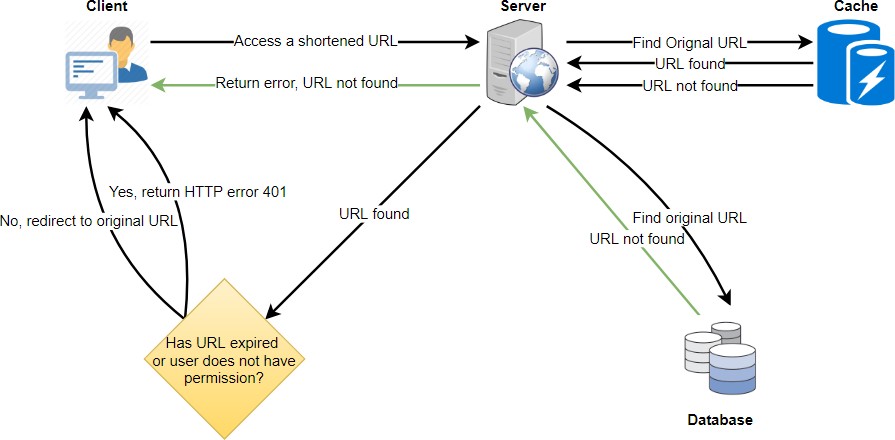 Client
Server
Cache
Access a shortened URL
Find Orignal URL
URL found
Return error, URL not found
URL not found
Yes, return HTTP error 401
No, redirect to original URL
URL found
Find original URL
URL not found
Has URL expired
or user does not have
permission?
Database